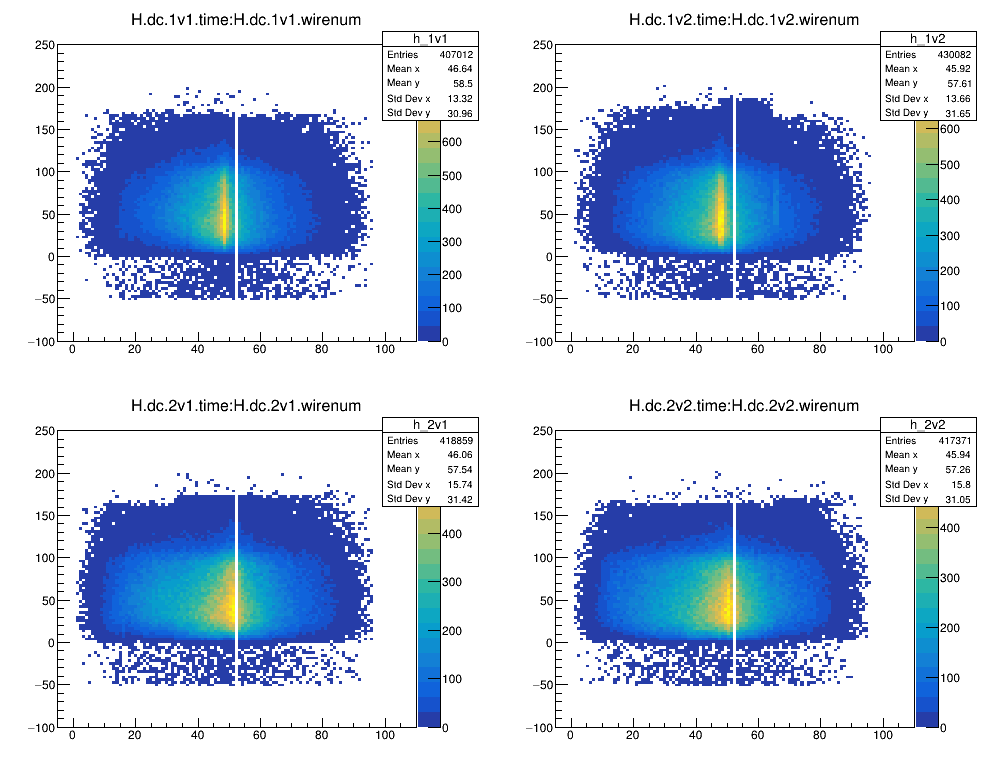 H.dc.1v1.time:H.dc.1v1.wirenum
h_1v1
Entries 407012
Mean x 46.64
Mean y 58.5
Std Dev x 13.32
Std Dev y 30.96
250
200
150
100
50
0
−50
−100
0 20 40 60 80 100
600
500
400
300
200
100
0
H.dc.1v2.time:H.dc.1v2.wirenum
h_1v2
Entries 430082
Mean x 45.92
Mean y 57.61
Std Dev x 13.66
Std Dev y 31.65
250
200
150
100
50
0
−50
−100
0 20 40 60 80 100
600
500
400
300
200
100
0
H.dc.2v1.time:H.dc.2v1.wirenum
h_2v1
Entries 418859
Mean x 46.06
Mean y 57.54
Std Dev x 15.74
Std Dev y 31.42
250
200
150
100
50
0
−50
−100
0 20 40 60 80 100
400
300
200
100
0
H.dc.2v2.time:H.dc.2v2.wirenum
h_2v2
Entries 417371
Mean x 45.94
Mean y 57.26
Std Dev x 15.8
Std Dev y 31.05
250
200
150
100
50
0
−50
−100
0 20 40 60 80 100
400
300
200
100
0